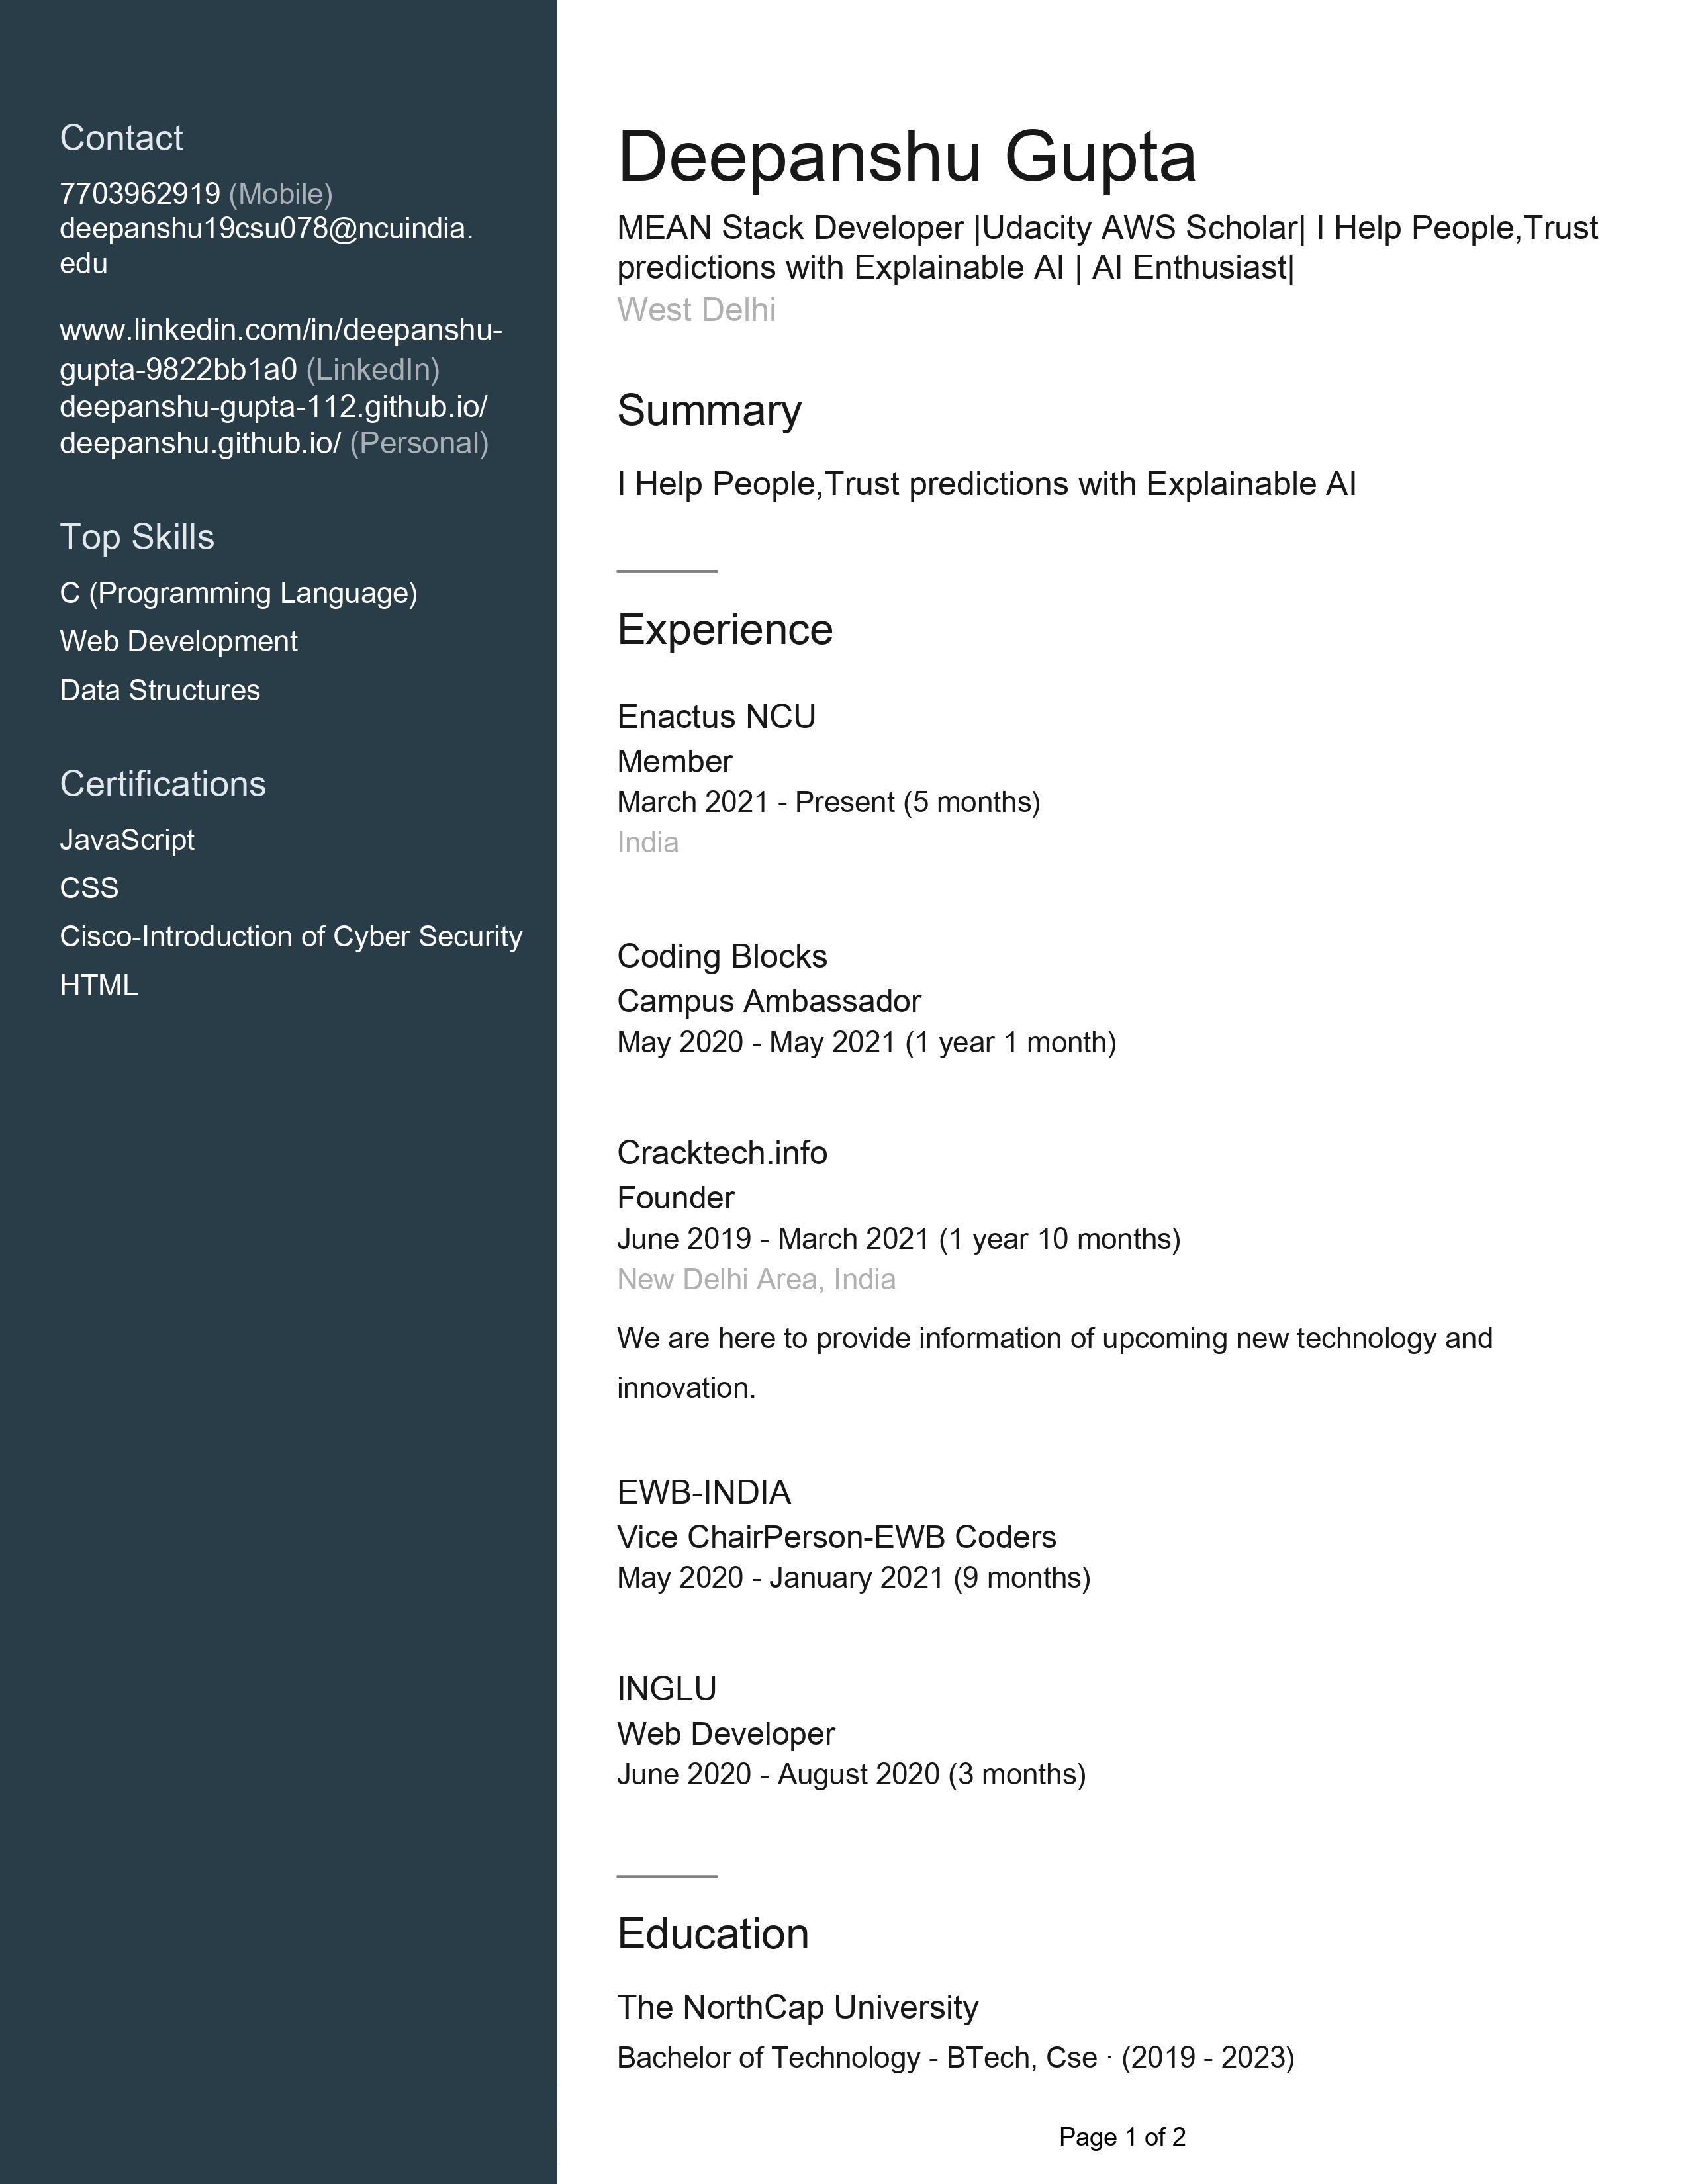 Contact
7703962919 (Mobile)
deepanshu19csu078@ncuindia.
edu
www.linkedin.com/in/deepanshu-
gupta-9822bb1a0 (LinkedIn)
deepanshu-gupta-112.github.io/
deepanshu.github.io/ (Personal)
Top Skills
C (Programming Language)
Web Development
Data Structures
Certifications
JavaScript
CSS
Cisco-Introduction of Cyber Security
HTML
Deepanshu Gupta
MEAN Stack Developer |Udacity AWS Scholar| I Help People,Trust
predictions with Explainable AI | AI Enthusiast|
West Delhi
Summary
I Help People,Trust predictions with Explainable AI
Experience
Enactus NCU
Member
March 2021 - Present (5 months)
India
Coding Blocks
Campus Ambassador
May 2020 - May 2021 (1 year 1 month)
Cracktech.info
Founder
June 2019 - March 2021 (1 year 10 months)
New Delhi Area, India
We are here to provide information of upcoming new technology and
innovation.
EWB-INDIA
Vice ChairPerson-EWB Coders
May 2020 - January 2021 (9 months)
INGLU
Web Developer
June 2020 - August 2020 (3 months)
Education
The NorthCap University
Bachelor of Technology - BTech, Cse · (2019 - 2023)
Page 1 of 2